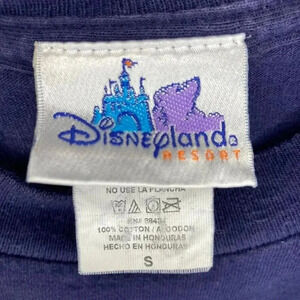 Disneyland®
RESORT
NO USE LA PLANCHA
100% COTTON / ALGODON
MADE IN HONDURAS
HECHO EN HONDURAS
S